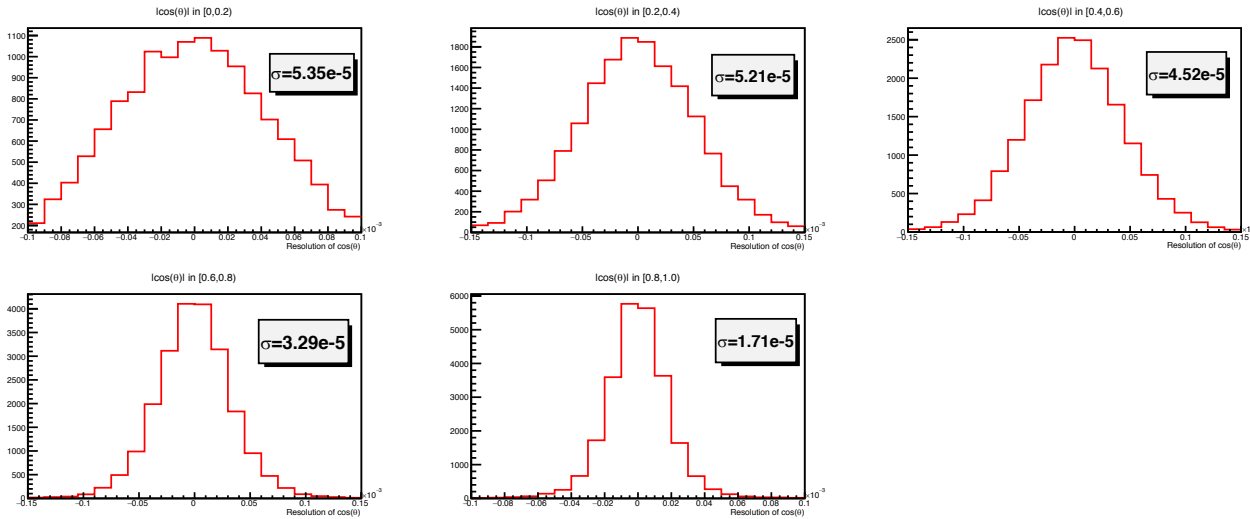 |cos(θ)| in [0,0.2)
1100
1000
900
800
700
600
500
400
300
200
σ=5.35e-5
−0.1 −0.08 −0.06 −0.04 −0.02 0 0.02 0.04 0.06 0.08 0.1
×10⁻³
Resolution of cos(θ)
|cos(θ)| in [0.2,0.4)
1800
1600
1400
1200
1000
800
600
400
200
0
σ=5.21e-5
−0.15 −0.1 −0.05 0 0.05 0.1 0.15
×10⁻³
Resolution of cos(θ)
|cos(θ)| in [0.4,0.6)
2500
2000
1500
1000
500
0
σ=4.52e-5
−0.15 −0.1 −0.05 0 0.05 0.1 0.15
Resolution of cos(θ)
|cos(θ)| in [0.6,0.8)
4000
3500
3000
2500
2000
1500
1000
500
0
σ=3.29e-5
−0.15 −0.1 −0.05 0 0.05 0.1 0.15
×10⁻³
Resolution of cos(θ)
|cos(θ)| in [0.8,1.0)
6000
5000
4000
3000
2000
1000
0
σ=1.71e-5
−0.1 −0.08 −0.06 −0.04 −0.02 0 0.02 0.04 0.06 0.08 0.1
×10⁻³
Resolution of cos(θ)